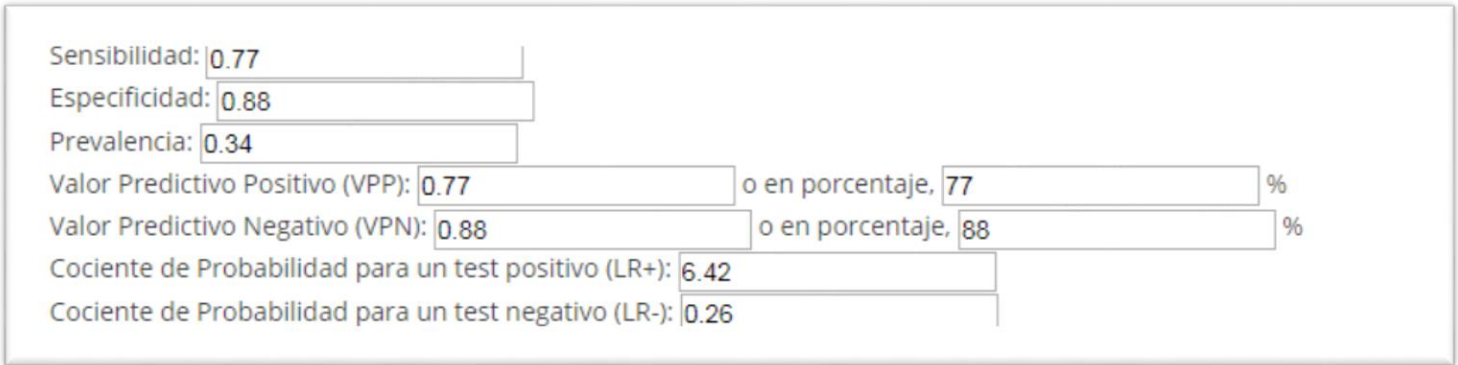 Sensibilidad: 0.77
Especificidad: 0.88
Prevalencia: 0.34
Valor Predictivo Positivo (VPP): 0.77 o en porcentaje, 77 %
Valor Predictivo Negativo (VPN): 0.88 o en porcentaje, 88 %
Cociente de Probabilidad para un test positivo (LR+): 6.42
Cociente de Probabilidad para un test negativo (LR-): 0.26